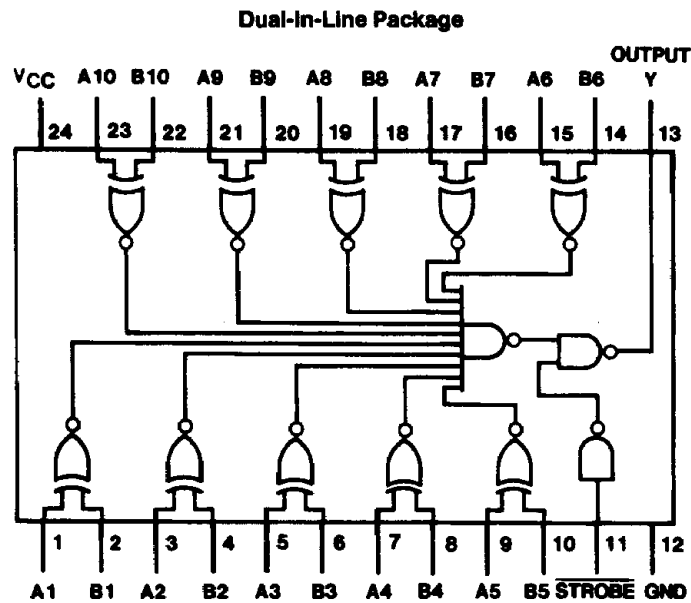 Dual-In-Line Package
OUTPUT
VCC A10 B10 A9 B9 A8 B8 A7 B7 A6 B6 Y
24 23 22 21 20 19 18 17 16 15 14 13
1 2 3 4 5 6 7 8 9 10 11 12
A1 B1 A2 B2 A3 B3 A4 B4 A5 B5 STROBE GND